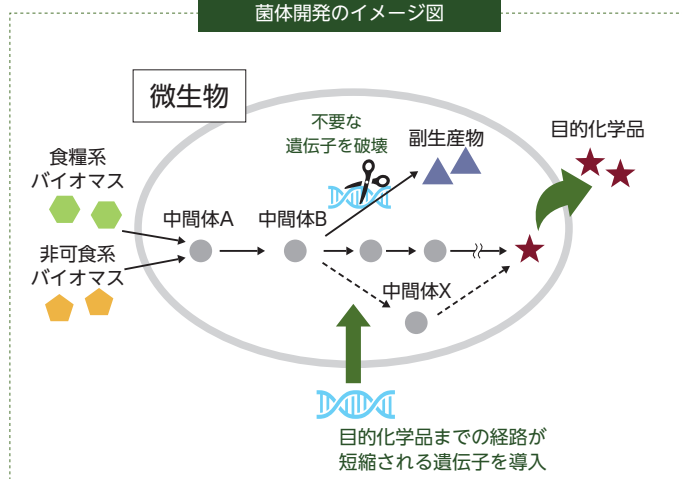 菌体開発のイメージ図
微生物
不要な
遺伝子を破壊
副生産物
目的化学品
食糧系
バイオマス
中間体A
中間体B
非可食系
バイオマス
中間体X
目的化学品までの経路が
短縮される遺伝子を導入